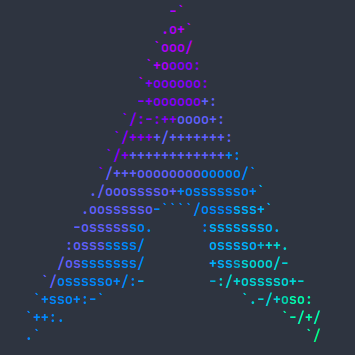 -`
                 .o+`
                `ooo/
               `+oooo:
              `+oooooo:
              -+oooooo+:
            `/:-:++oooo+:
           `/++++/+++++++:
          `/++++++++++++++:
         `/+++ooooooooooooo/`
        ./ooosssso++osssssso+`
       .oossssso-````/ossssss+`
      -osssssso.      :ssssssso.
     :osssssss/        osssso+++.
    /ossssssss/        +ssssooo/-
  `/ossssso+/:-        -:/+osssso+-
 `+sso+:-`                 `.-/+oso:
`++:.                           `-/+/
.`                                 `/